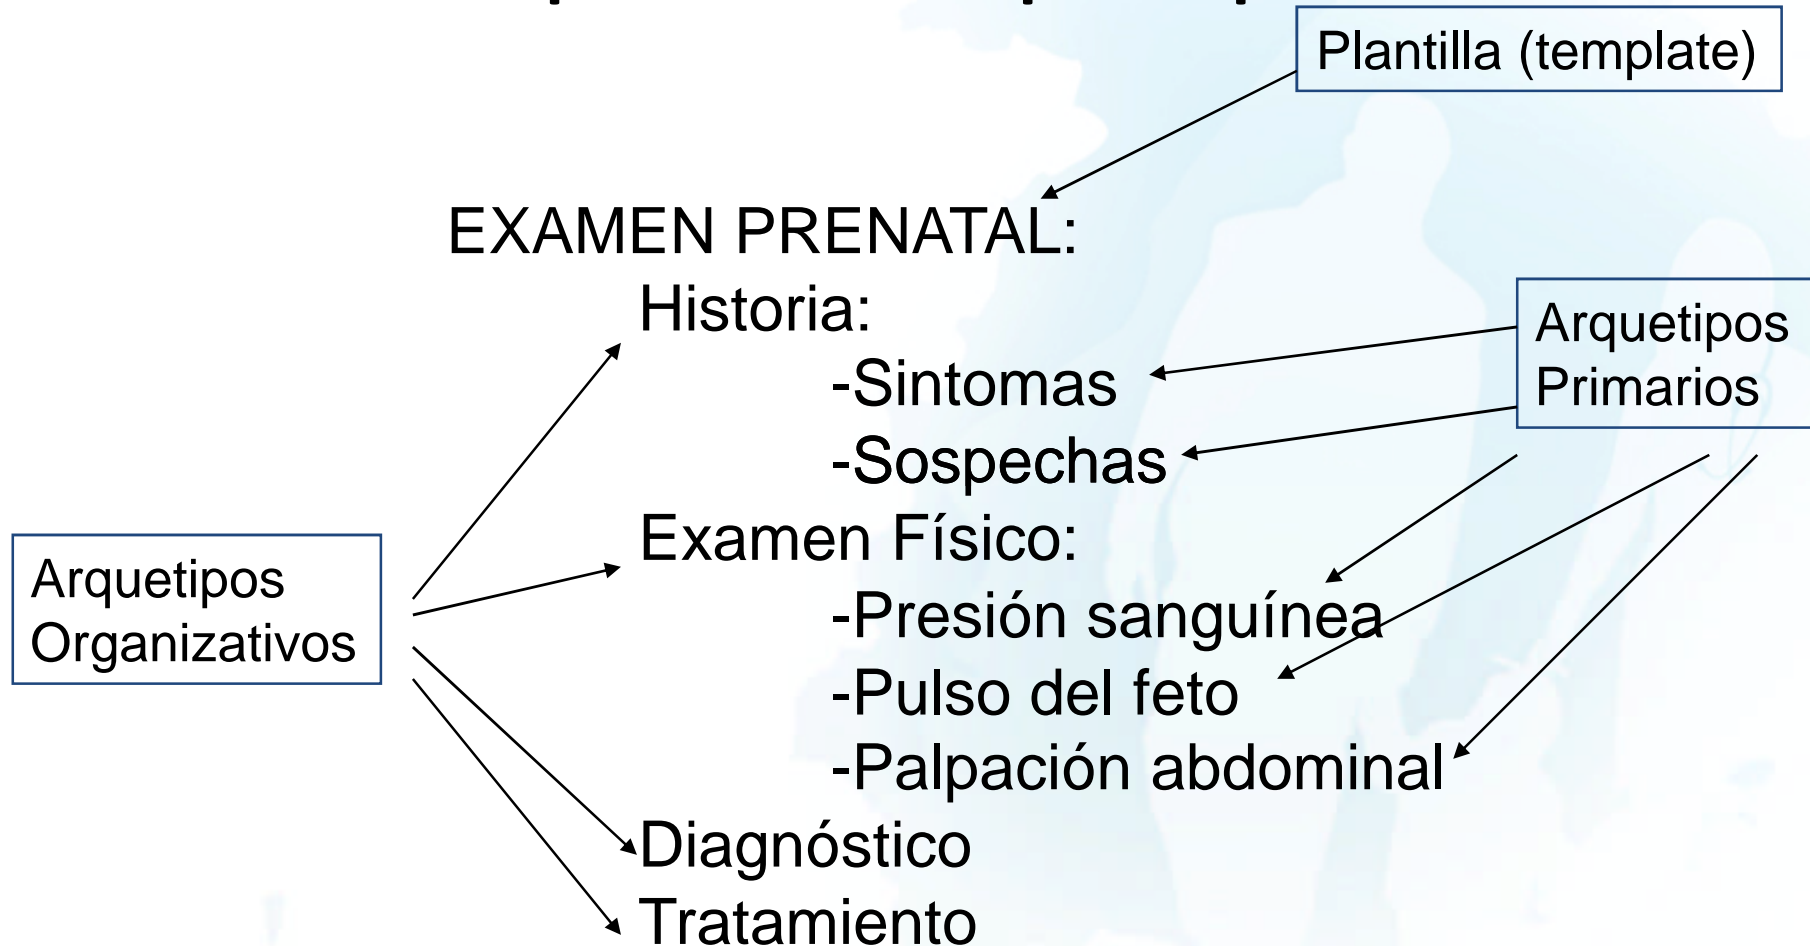 Plantilla (template)
EXAMEN PRENATAL:
Historia:
-Sintomas
-Sospechas
Examen Físico:
-Presión sanguínea
-Pulso del feto
-Palpación abdominal
Diagnóstico
Tratamiento
Arquetipos
Primarios
Arquetipos
Organizativos